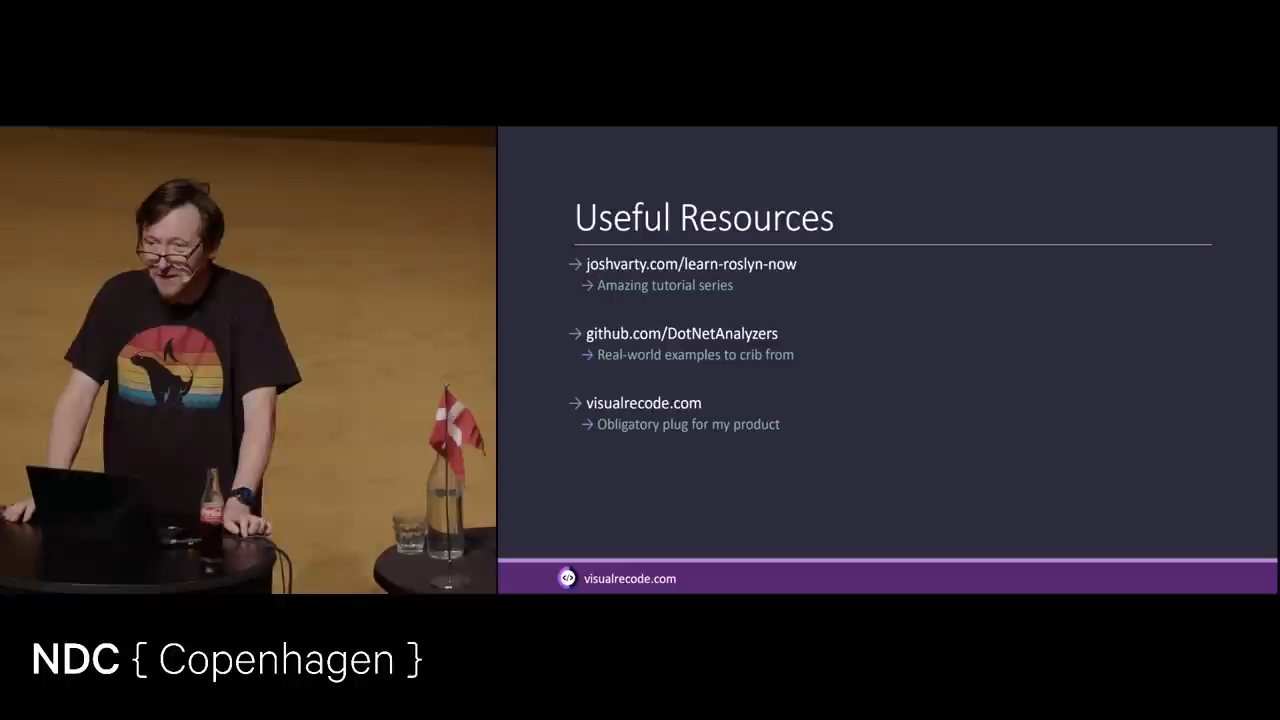 Useful Resources
→ joshvarty.com/learn-roslyn-now
→ Amazing tutorial series
→ github.com/DotNetAnalyzers
→ Real-world examples to crib from
→ visualrecode.com
→ Obligatory plug for my product
</> visualrecode.com
NDC { Copenhagen }